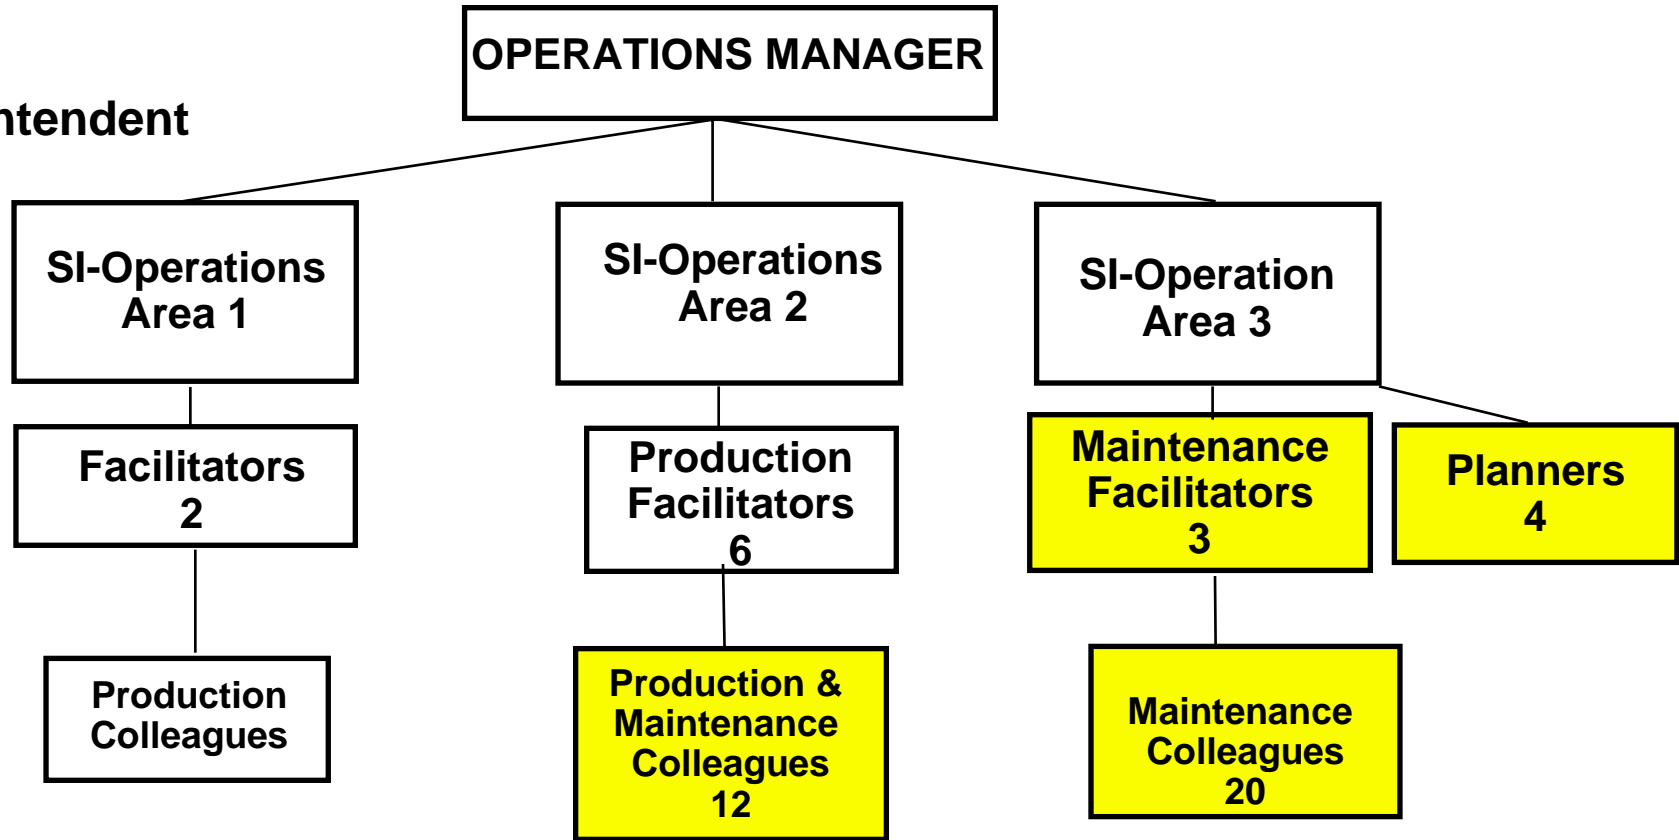 OPERATIONS MANAGER
ntendent
SI-Operations
Area 1
SI-Operations
Area 2
SI-Operation
Area 3
Facilitators
2
Production
Facilitators
6
Maintenance
Facilitators
3
Planners
4
Production
Colleagues
Production &
Maintenance
Colleagues
12
Maintenance
Colleagues
20